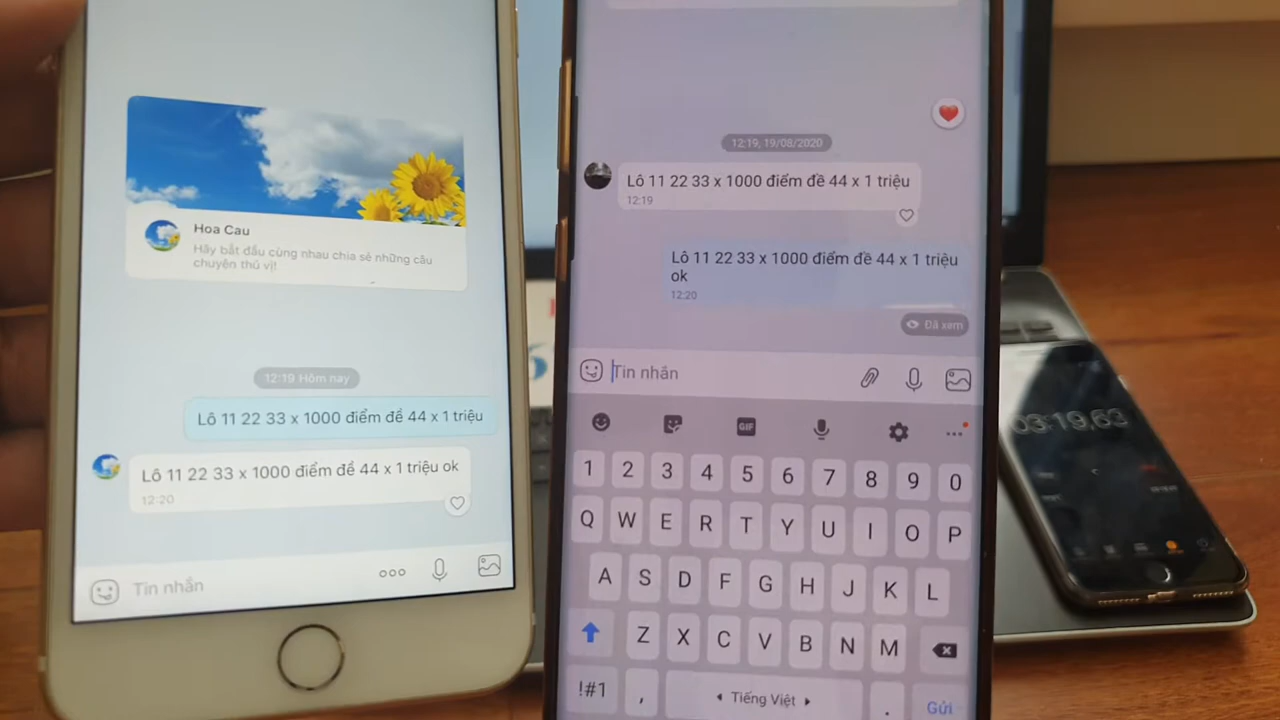 Hoa Cau
Hãy bắt đầu cùng nhau chia sẻ những câu
chuyện thú vị!
12:19 Hôm nay
Lô 11 22 33 x 1000 điểm đề 44 x 1 triệu
Lô 11 22 33 x 1000 điểm đề 44 x 1 triệu ok
12:20
Tin nhắn
12:19, 19/08/2020
Lô 11 22 33 x 1000 điểm đề 44 x 1 triệu
12:19
Lô 11 22 33 x 1000 điểm đề 44 x 1 triệu
ok
12:20
Đã xem
Tin nhắn
GIF
1 2 3 4 5 6 7 8 9 0
Q W E R T Y U I O P
A S D F G H J K L
Z X C V B N M
!#1 , Tiếng Việt . Gửi
03:19,63